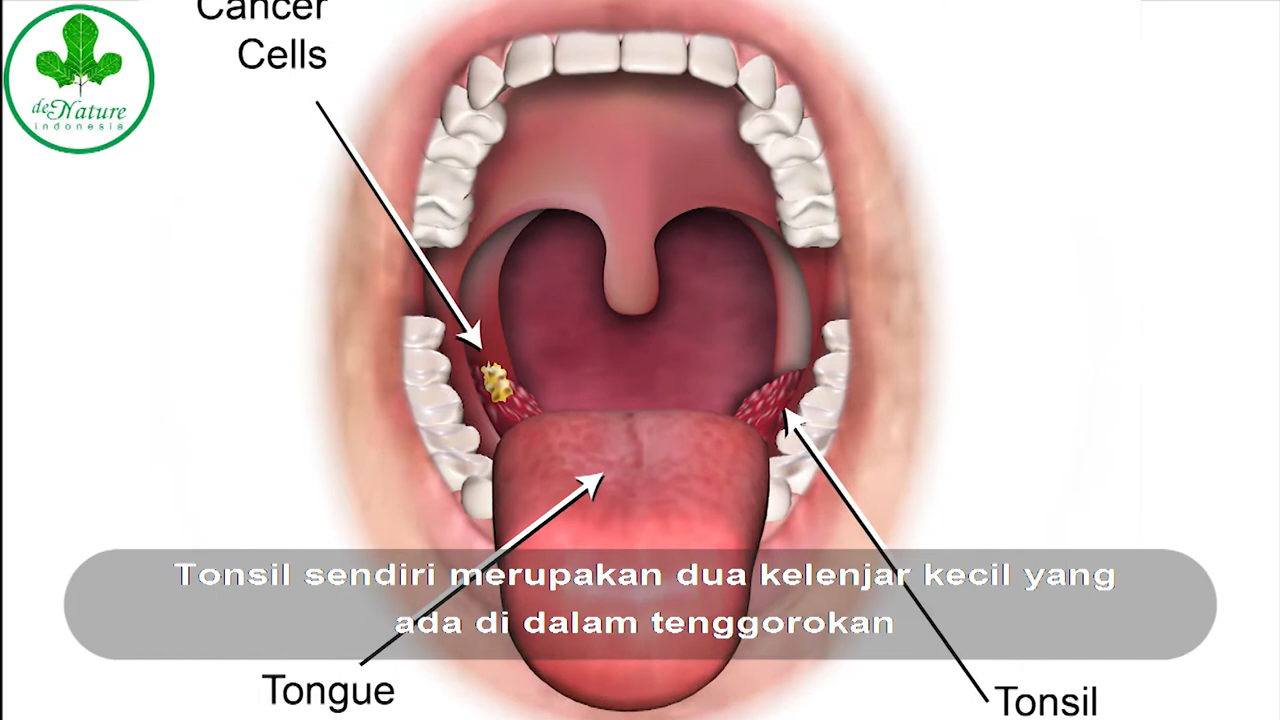 Cancer
Cells
deNature
indonesia
Tonsil sendiri merupakan dua kelenjar kecil yang
ada di dalam tenggorokan
Tongue
Tonsil